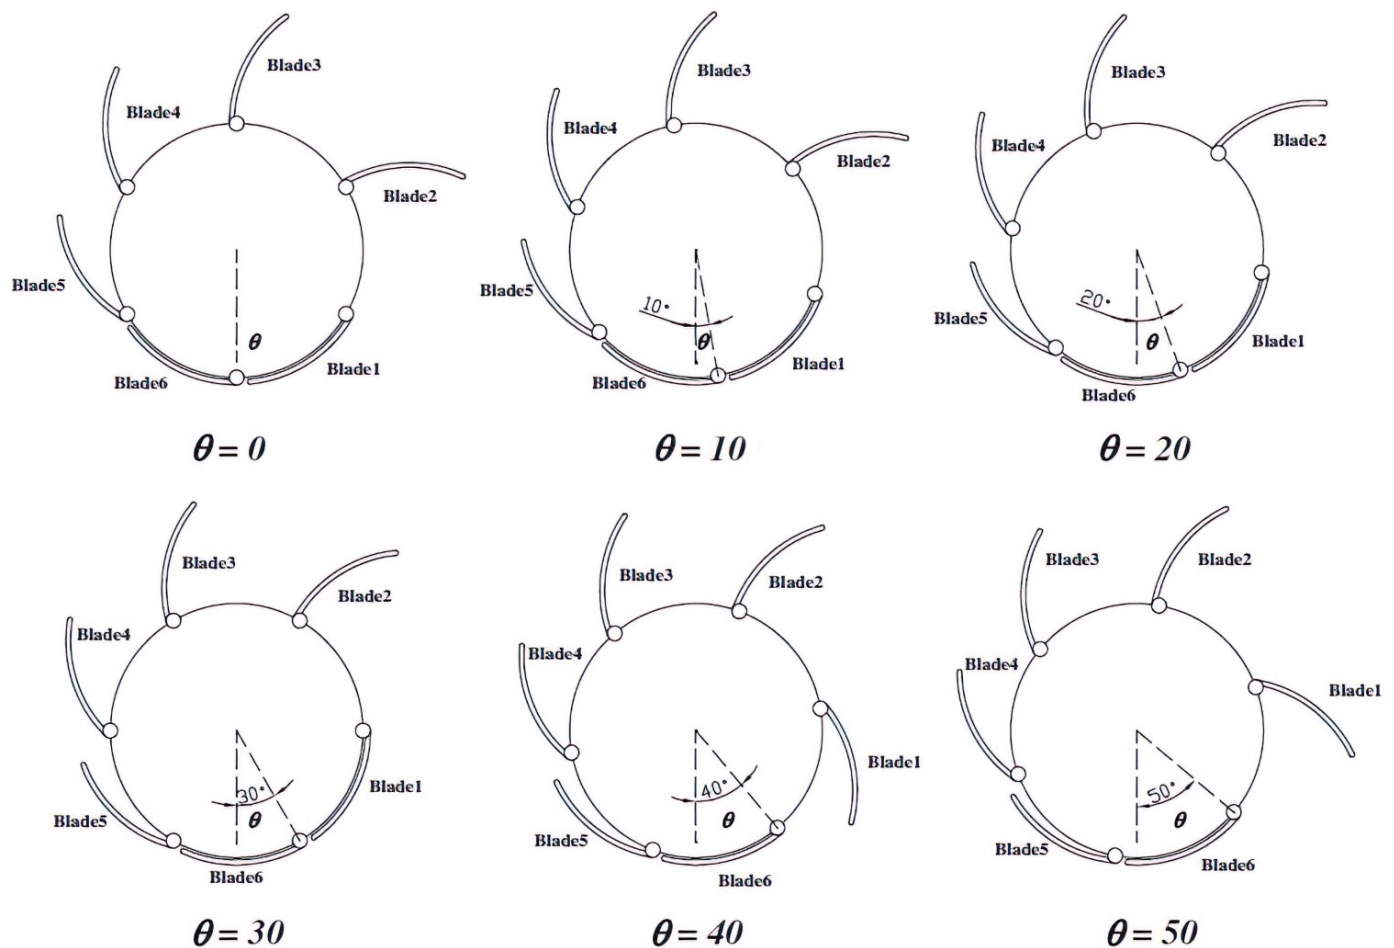 Blade3
Blade4
Blade2
Blade5
θ
Blade6
Blade1
θ = 0
Blade3
Blade4
Blade2
Blade5
10°
θ
Blade6
Blade1
θ = 10
Blade3
Blade4
Blade2
Blade5
20°
θ
Blade1
Blade6
θ = 20
Blade3
Blade2
Blade4
30°
Blade1
Blade5
θ
Blade6
θ = 30
Blade3
Blade2
Blade4
Blade1
40°
θ
Blade5
Blade6
θ = 40
Blade3
Blade2
Blade4
Blade1
50°
θ
Blade5
Blade6
θ = 50